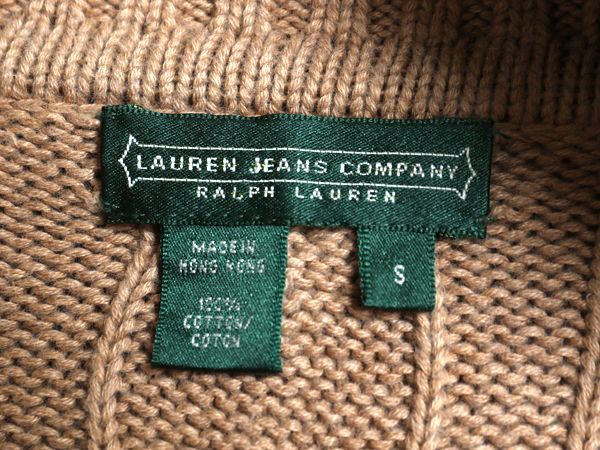 LAUREN JEANS COMPANY
RALPH LAUREN
MADE IN
HONG KONG
100%
COTTON/
COTON
S